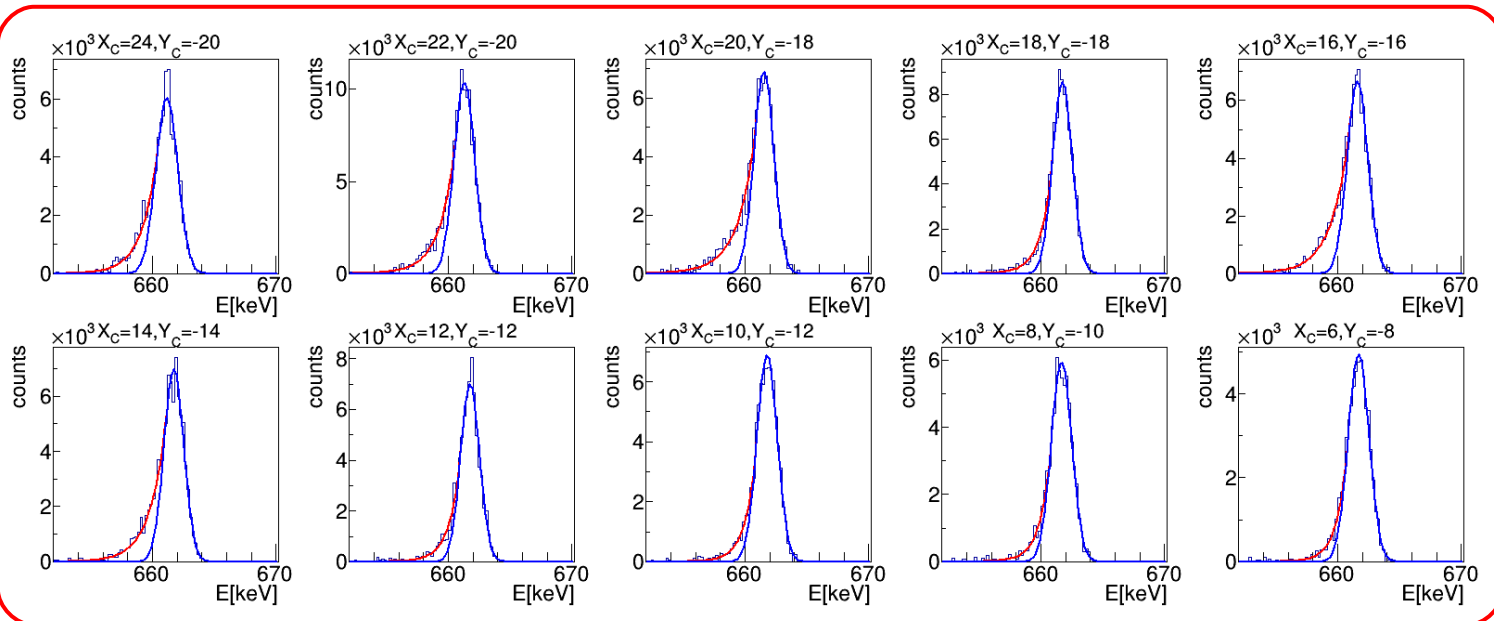 ×10³ X_C=24,Y_C=-20
×10³ X_C=22,Y_C=-20
×10³ X_C=20,Y_C=-18
×10³ X_C=18,Y_C=-18
×10³ X_C=16,Y_C=-16
counts
6
4
2
0
660
670
E[keV]
counts
10
5
0
660
670
E[keV]
counts
6
4
2
0
660
670
E[keV]
counts
8
6
4
2
0
660
670
E[keV]
counts
6
4
2
0
660
670
E[keV]
×10³ X_C=14,Y_C=-14
×10³ X_C=12,Y_C=-12
×10³ X_C=10,Y_C=-12
×10³ X_C=8,Y_C=-10
×10³ X_C=6,Y_C=-8
counts
6
4
2
0
660
670
E[keV]
counts
8
6
4
2
0
660
670
E[keV]
counts
6
4
2
0
660
670
E[keV]
counts
6
4
2
0
660
670
E[keV]
counts
4
2
0
660
670
E[keV]